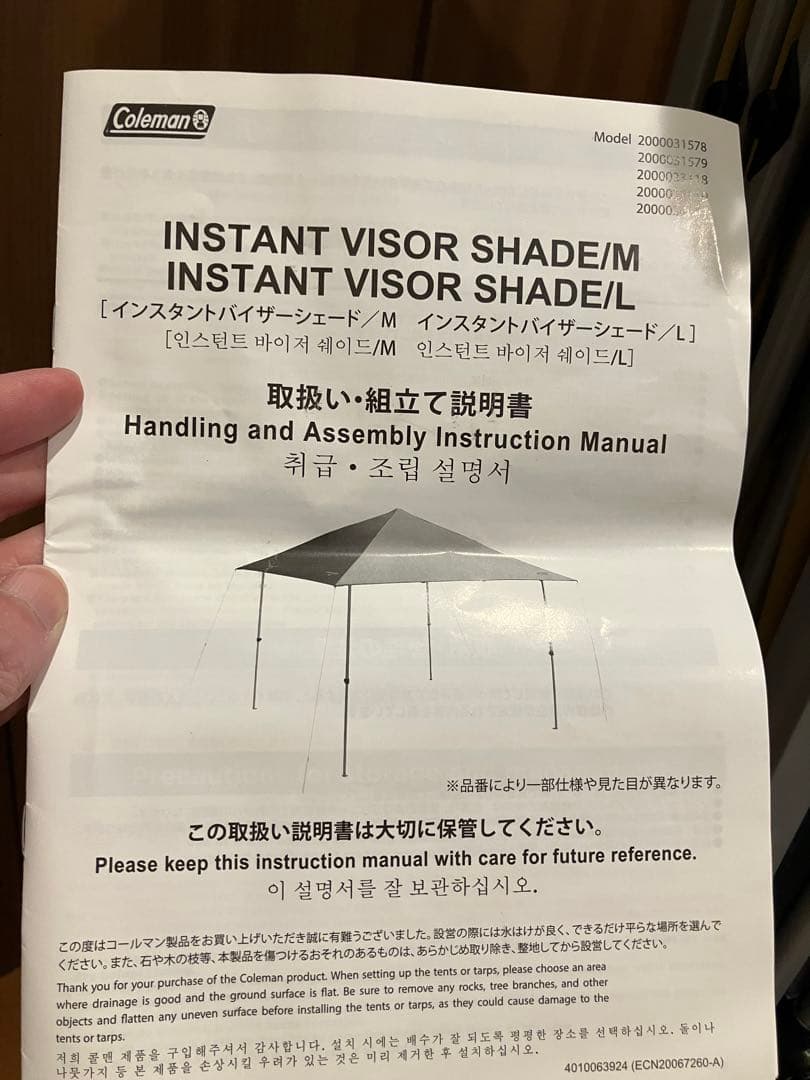 Coleman
Model 2000031578
2000031579
INSTANT VISOR SHADE/M
INSTANT VISOR SHADE/L
[インスタントバイザーシェード／M インスタントバイザーシェード／L]
[인스턴트 바이저 쉐이드/M 인스턴트 바이저 쉐이드/L]
取扱い・組立て説明書
Handling and Assembly Instruction Manual
취급・조립 설명서
※品番により一部仕様や見た目が異なります。
この取扱い説明書は大切に保管してください。
Please keep this instruction manual with care for future reference.
이 설명서를 잘 보관하십시오.
この度はコールマン製品をお買い上げいただき誠に有難うございました。設営の際には水はけが良く、できるだけ平らな場所を選んで
ください。また、石や木の枝等、本製品を傷つけるおそれのあるものは、あらかじめ取り除き、整地してから設営してください。
Thank you for your purchase of the Coleman product. When setting up the tents or tarps, please choose an area
where drainage is good and the ground surface is flat. Be sure to remove any rocks, tree branches, and other
objects and flatten any uneven surface before installing the tents or tarps, as they could cause damage to the
tents or tarps.
저희 콜맨 제품을 구입해주셔서 감사합니다. 설치 시에는 배수가 잘 되도록 평평한 장소를 선택하십시오. 돌이나
나뭇가지 등 본 제품을 손상시킬 우려가 있는 것은 미리 제거한 후 설치하십시오.
4010063924 (ECN20067260-A)